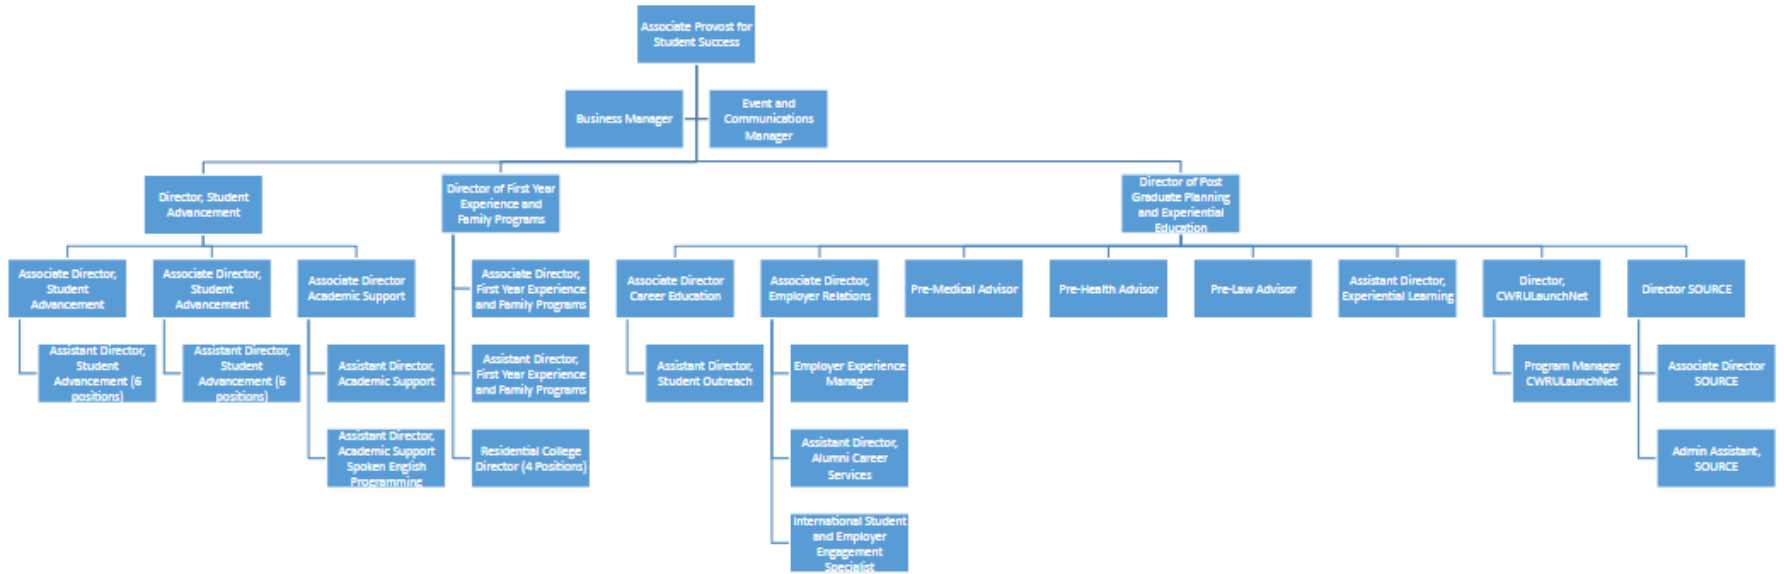 Associate Provost for
Student Success
Business Manager
Event and
Communications
Manager
Director, Student
Advancement
Director of First Year
Experience and
Family Programs
Director of Post
Graduate Planning
and Experiential
Education
Associate Director,
Student
Advancement
Associate Director,
Student
Advancement
Associate Director
Academic Support
Associate Director,
First Year Experience
and Family Programs
Associate Director
Career Education
Associate Director,
Employer Relations
Pre-Medical Advisor
Pre-Health Advisor
Pre-Law Advisor
Assistant Director,
Experiential Learning
Director,
CWRULaunchNet
Director SOURCE
Assistant Director,
Student
Advancement (6
positions)
Assistant Director,
Student
Advancement (6
positions)
Assistant Director,
Academic Support
Assistant Director,
First Year Experience
and Family Programs
Assistant Director,
Student Outreach
Employer Experience
Manager
Program Manager
CWRULaunchNet
Associate Director
SOURCE
Assistant Director,
Academic Support
Spoken English
Programming
Residential College
Director (4 Positions)
Assistant Director,
Alumni Career
Services
Admin Assistant,
SOURCE
International Student
and Employer
Engagement
Specialist